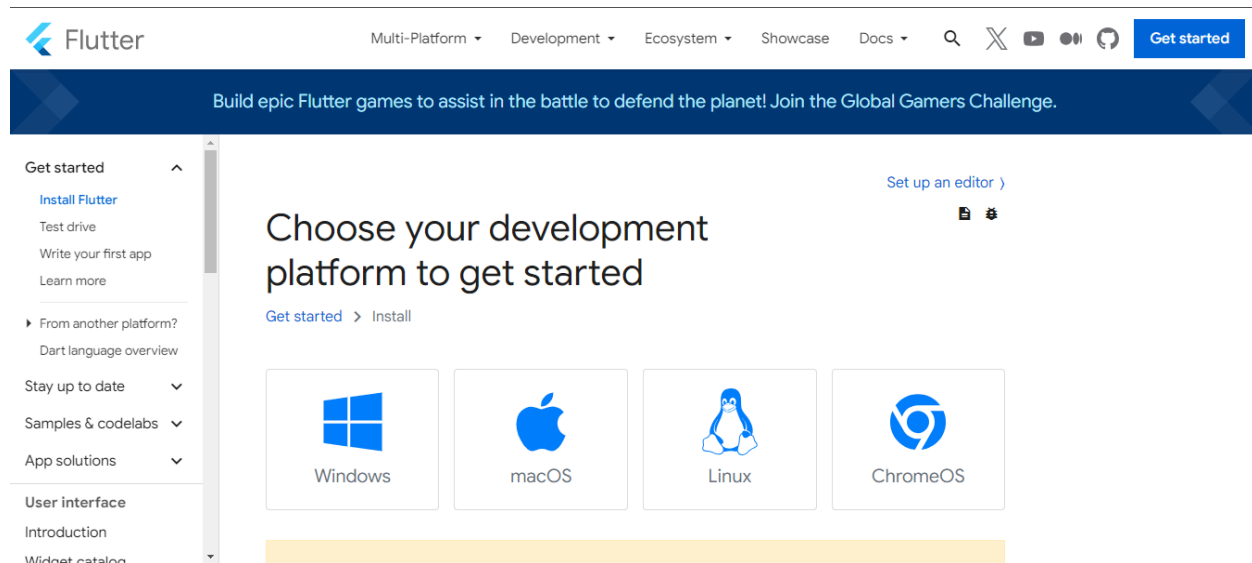 Flutter
Multi-Platform
Development
Ecosystem
Showcase
Docs
Get started
Build epic Flutter games to assist in the battle to defend the planet! Join the Global Gamers Challenge.
Get started
Install Flutter
Test drive
Write your first app
Learn more
From another platform?
Dart language overview
Stay up to date
Samples & codelabs
App solutions
User interface
Introduction
Widget catalog
Set up an editor
Choose your development
platform to get started
Get started > Install
Windows
macOS
Linux
ChromeOS